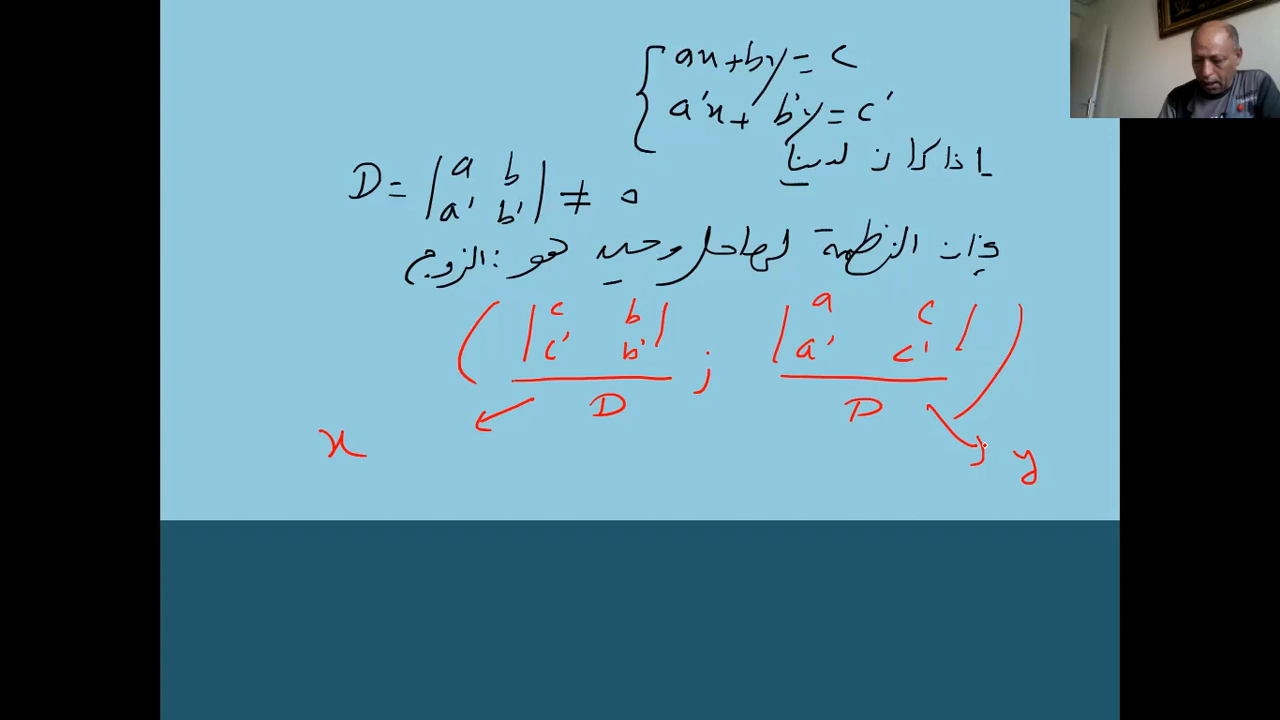 { ax+by = c
a'x+ b'y = c'
إذا كان لدينا
D = |a b| ≠ 0
|a' b'|
فإن النظمة لها حل وحيد هو : الزوج
( |c b| ; |a c| )
|c' b'| |a' c'|
D D
x y